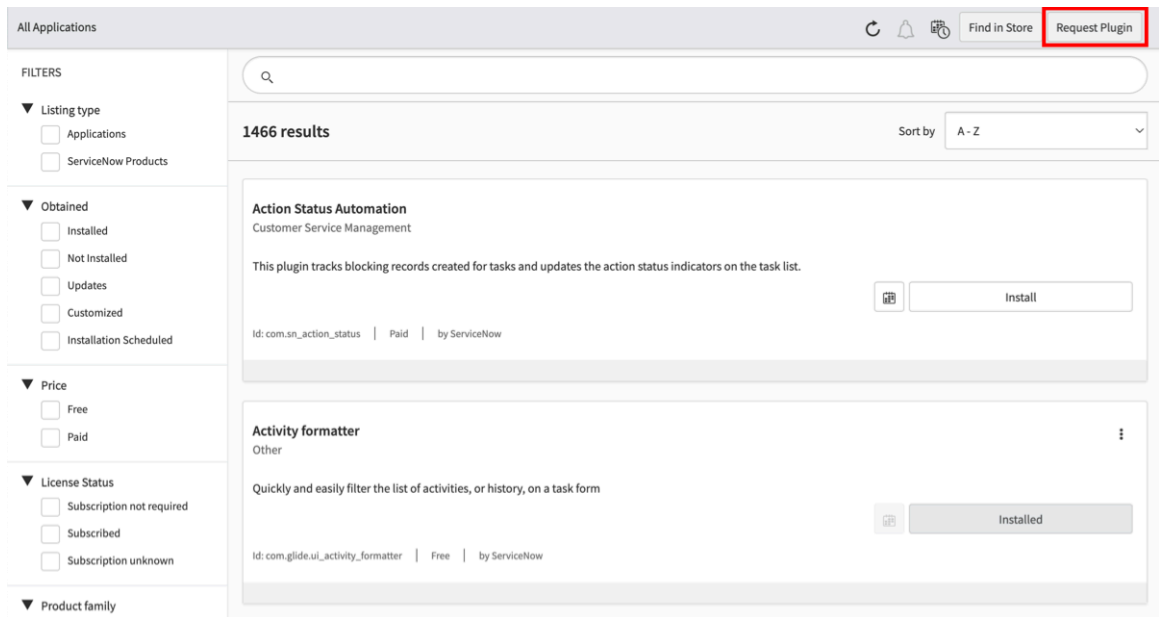 All Applications
Find in Store
Request Plugin
FILTERS
Listing type
Applications
ServiceNow Products
Obtained
Installed
Not Installed
Updates
Customized
Installation Scheduled
Price
Free
Paid
License Status
Subscription not required
Subscribed
Subscription unknown
Product family
1466 results
Sort by
A - Z
Action Status Automation
Customer Service Management
This plugin tracks blocking records created for tasks and updates the action status indicators on the task list.
Install
Id: com.sn_action_status | Paid | by ServiceNow
Activity formatter
Other
Quickly and easily filter the list of activities, or history, on a task form
Installed
Id: com.glide.ui_activity_formatter | Free | by ServiceNow